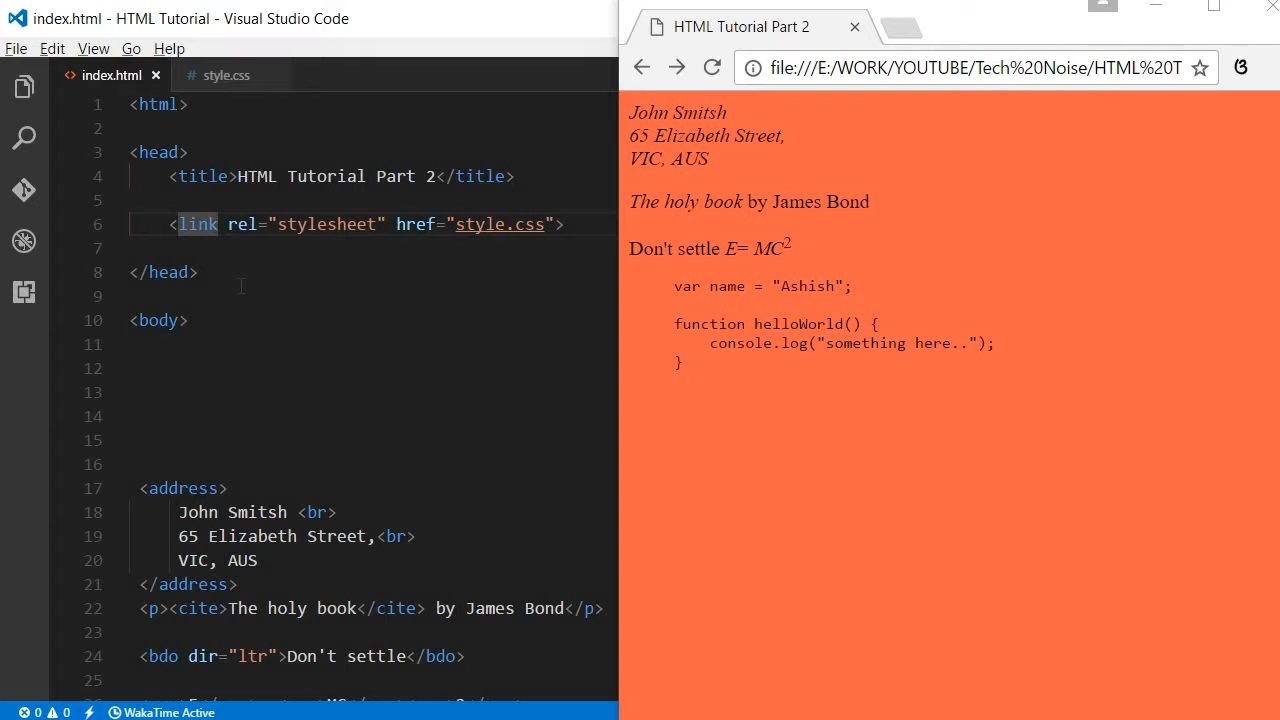 index.html - HTML Tutorial - Visual Studio Code
File Edit View Go Help
index.html style.css
1 <html>
2
3 <head>
4 <title>HTML Tutorial Part 2</title>
5
6 <link rel="stylesheet" href="style.css">
7
8 </head>
9
10 <body>
11
12
13
14
15
16
17 <address>
18 John Smitsh <br>
19 65 Elizabeth Street,<br>
20 VIC, AUS
21 </address>
22 <p><cite>The holy book</cite> by James Bond</p>
23
24 <bdo dir="ltr">Don't settle</bdo>
25
0 0 WakaTime Active
HTML Tutorial Part 2
file:///E:/WORK/YOUTUBE/Tech%20Noise/HTML%20T
John Smitsh
65 Elizabeth Street,
VIC, AUS
The holy book by James Bond
Don't settle E= MC2
var name = "Ashish";
function helloWorld() {
console.log("something here..");
}